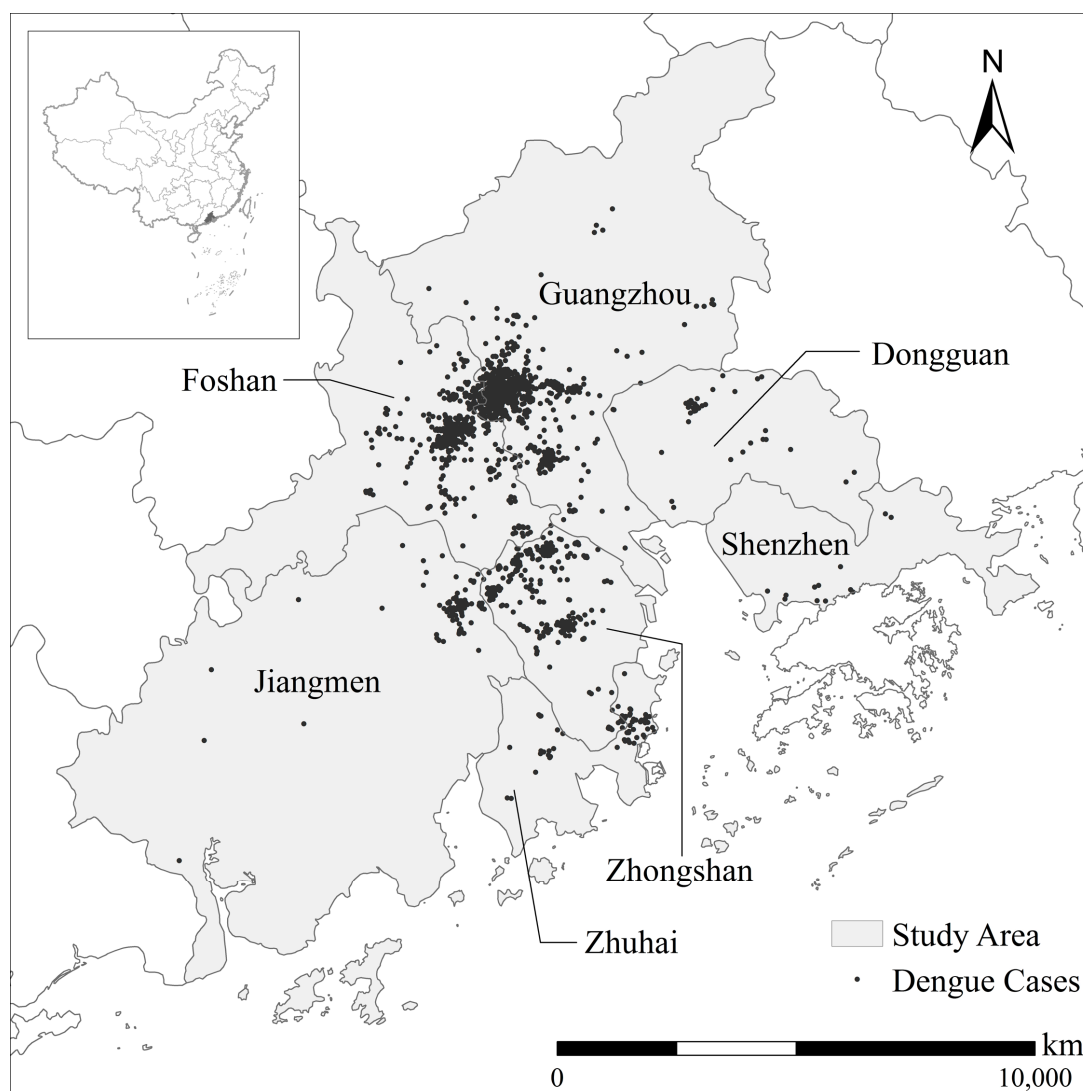 N
Guangzhou
Dongguan
Foshan
Shenzhen
Jiangmen
Zhongshan
Zhuhai
Study Area
Dengue Cases
km
0 10,000